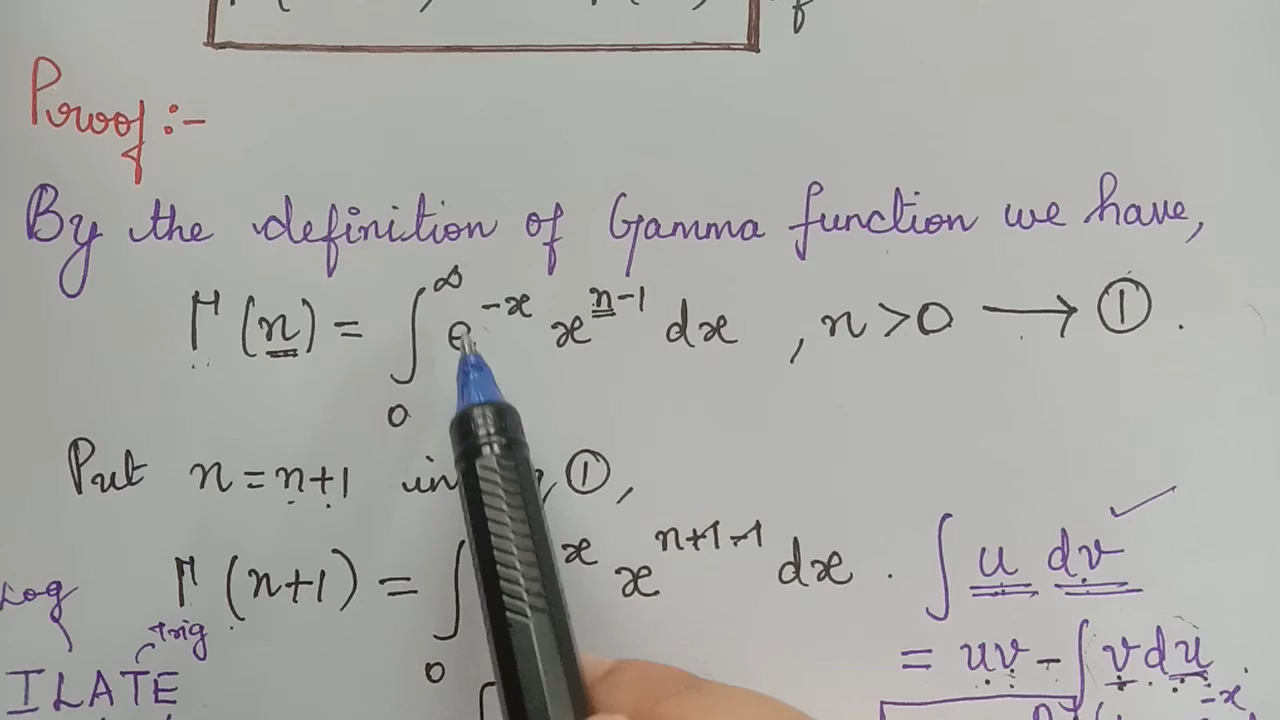 Proof :-
By the definition of Gamma function we have,
Γ(n) = ∫₀^∞ e^{-x} x^{n-1} dx , n>0 → ①.
Put n=n+1 in ①,
Γ(n+1) = ∫₀ x x^{n+1-1} dx .
∫ u dv ✓
= uv - ∫ v du
Log
Trig
ILATE
-x